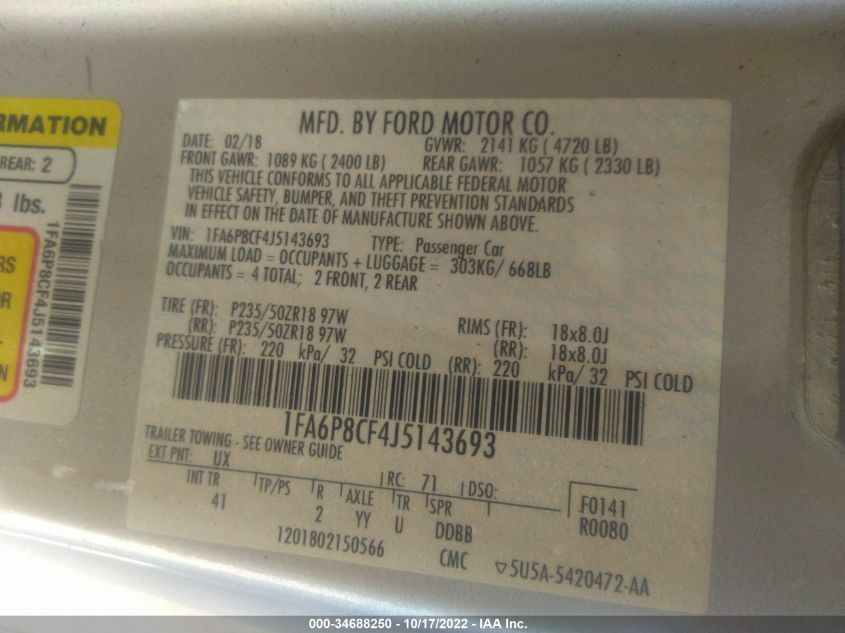 RMATION
REAR: 2
lbs.
1FA6P8CF4J5143693
RS
OR
N
MFD. BY FORD MOTOR CO.
DATE: 02/18 GVWR: 2141 KG ( 4720 LB)
FRONT GAWR: 1089 KG ( 2400 LB) REAR GAWR: 1057 KG ( 2330 LB)
THIS VEHICLE CONFORMS TO ALL APPLICABLE FEDERAL MOTOR
VEHICLE SAFETY, BUMPER, AND THEFT PREVENTION STANDARDS
IN EFFECT ON THE DATE OF MANUFACTURE SHOWN ABOVE.
VIN: 1FA6P8CF4J5143693 TYPE: Passenger Car
MAXIMUM LOAD = OCCUPANTS + LUGGAGE = 303KG/ 668LB
OCCUPANTS = 4 TOTAL; 2 FRONT, 2 REAR
TIRE (FR): P235/50ZR18 97W RIMS (FR): 18x8.0J
(RR): P235/50ZR18 97W (RR): 18x8.0J
PRESSURE (FR): 220 kPa/ 32 PSI COLD (RR): 220 kPa/ 32 PSI COLD
1FA6P8CF4J5143693
TRAILER TOWING - SEE OWNER GUIDE
EXT PNT: UX RC: 71 DSO:
INT TR TP/PS R AXLE TR SPR F0141
41 2 YY U DDBB R0080
1201802150566 CMC ▽5U5A-5420472-AA
000-34688250 - 10/17/2022 - © IAA, Inc.